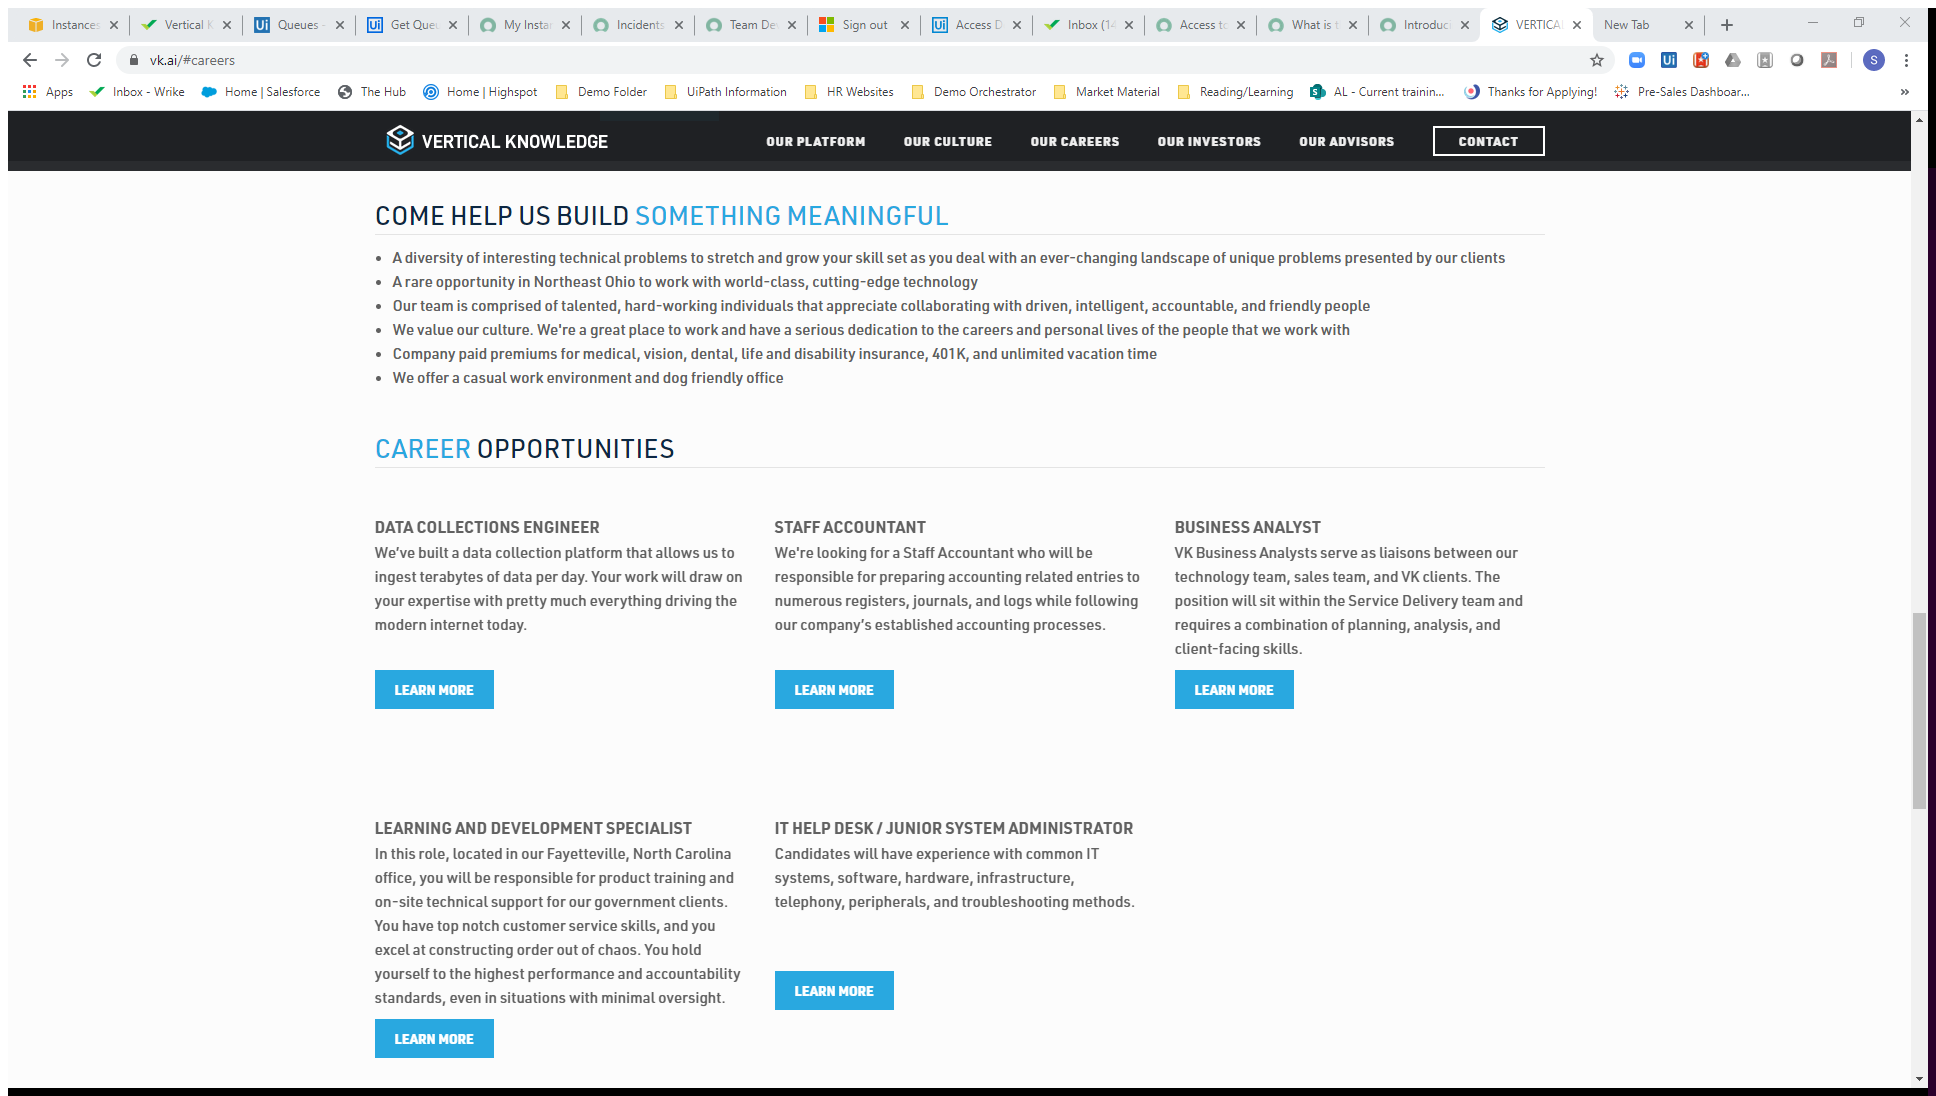 Instances
Vertical K
Queues -
Get Que
My Insta
Incidents
Team De
Sign out
Access D
Inbox (14
Access to
What is t
Introduc
VERTICA
New Tab
vk.ai/#careers
S
Apps
Inbox - Wrike
Home | Salesforce
The Hub
Home | Highspot
Demo Folder
UiPath Information
HR Websites
Demo Orchestrator
Market Material
Reading/Learning
AL - Current trainin...
Thanks for Applying!
Pre-Sales Dashboar...
»
VERTICAL KNOWLEDGE
OUR PLATFORM
OUR CULTURE
OUR CAREERS
OUR INVESTORS
OUR ADVISORS
CONTACT
COME HELP US BUILD SOMETHING MEANINGFUL
• A diversity of interesting technical problems to stretch and grow your skill set as you deal with an ever-changing landscape of unique problems presented by our clients
• A rare opportunity in Northeast Ohio to work with world-class, cutting-edge technology
• Our team is comprised of talented, hard-working individuals that appreciate collaborating with driven, intelligent, accountable, and friendly people
• We value our culture. We're a great place to work and have a serious dedication to the careers and personal lives of the people that we work with
• Company paid premiums for medical, vision, dental, life and disability insurance, 401K, and unlimited vacation time
• We offer a casual work environment and dog friendly office
CAREER OPPORTUNITIES
DATA COLLECTIONS ENGINEER
We've built a data collection platform that allows us to
ingest terabytes of data per day. Your work will draw on
your expertise with pretty much everything driving the
modern internet today.
LEARN MORE
STAFF ACCOUNTANT
We're looking for a Staff Accountant who will be
responsible for preparing accounting related entries to
numerous registers, journals, and logs while following
our company's established accounting processes.
LEARN MORE
BUSINESS ANALYST
VK Business Analysts serve as liaisons between our
technology team, sales team, and VK clients. The
position will sit within the Service Delivery team and
requires a combination of planning, analysis, and
client-facing skills.
LEARN MORE
LEARNING AND DEVELOPMENT SPECIALIST
In this role, located in our Fayetteville, North Carolina
office, you will be responsible for product training and
on-site technical support for our government clients.
You have top notch customer service skills, and you
excel at constructing order out of chaos. You hold
yourself to the highest performance and accountability
standards, even in situations with minimal oversight.
LEARN MORE
IT HELP DESK / JUNIOR SYSTEM ADMINISTRATOR
Candidates will have experience with common IT
systems, software, hardware, infrastructure,
telephony, peripherals, and troubleshooting methods.
LEARN MORE